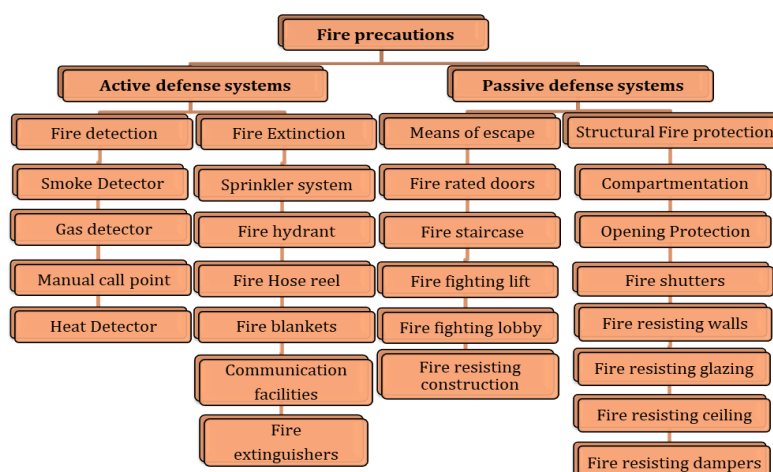 Fire precautions
Active defense systems
Passive defense systems
Fire detection
Fire Extinction
Means of escape
Structural Fire protection
Smoke Detector
Sprinkler system
Fire rated doors
Compartmentation
Gas detector
Fire hydrant
Fire staircase
Opening Protection
Manual call point
Fire Hose reel
Fire fighting lift
Fire shutters
Heat Detector
Fire blankets
Fire fighting lobby
Fire resisting walls
Communication
facilities
Fire resisting
construction
Fire resisting glazing
Fire
extinguishers
Fire resisting ceiling
Fire resisting dampers